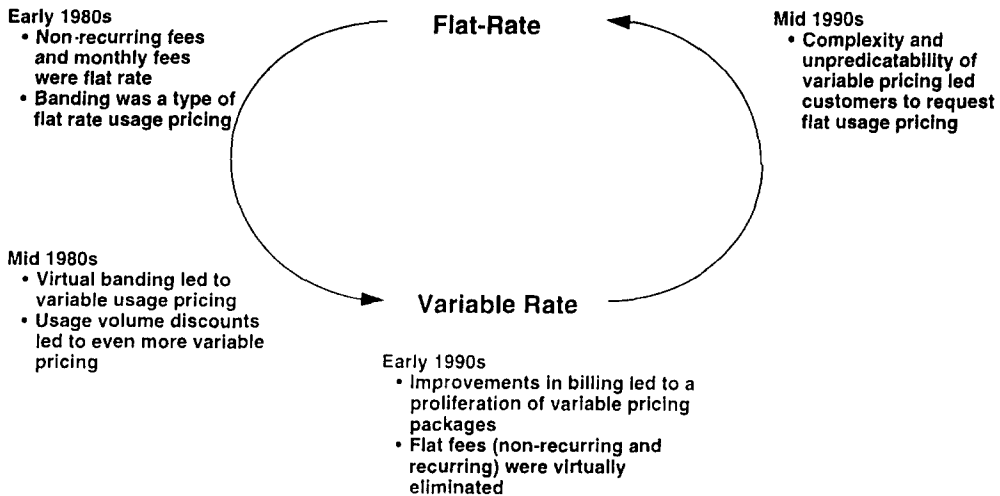 Early 1980s
• Non-recurring fees
and monthly fees
were flat rate
• Banding was a type of
flat rate usage pricing
Flat-Rate
Mid 1990s
• Complexity and
unpredicatability of
variable pricing led
customers to request
flat usage pricing
Mid 1980s
• Virtual banding led to
variable usage pricing
• Usage volume discounts
led to even more variable
pricing
Variable Rate
Early 1990s
• Improvements in billing led to a
proliferation of variable pricing
packages
• Flat fees (non-recurring and
recurring) were virtually
eliminated